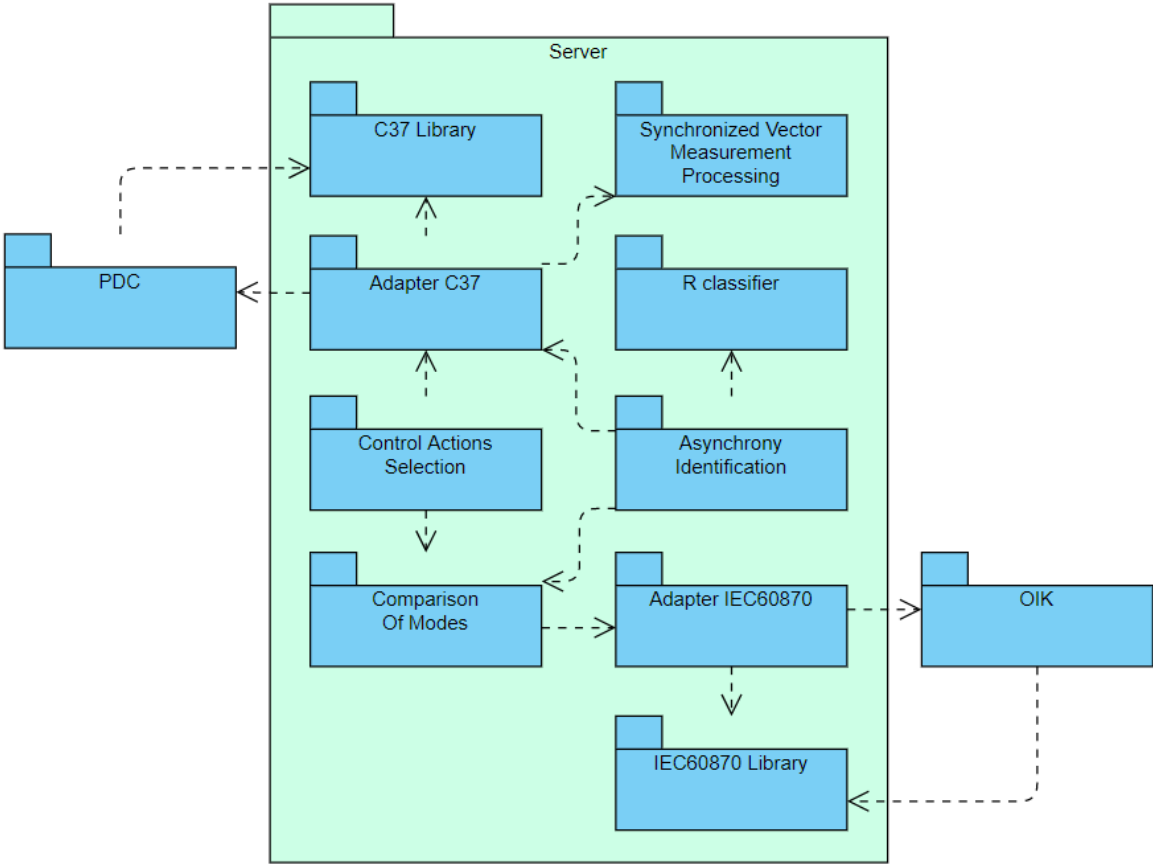 Server
C37 Library
Synchronized Vector
Measurement
Processing
PDC
Adapter C37
R classifier
Control Actions
Selection
Asynchrony
Identification
Comparison
Of Modes
Adapter IEC60870
OIK
IEC60870 Library